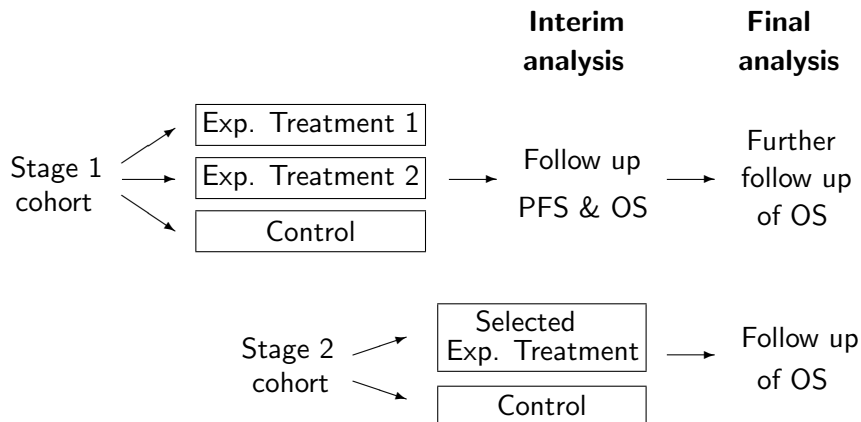 Interim
analysis
Final
analysis
Stage 1
cohort
Exp. Treatment 1
Exp. Treatment 2
Control
Follow up
PFS & OS
Further
follow up
of OS
Stage 2
cohort
Selected
Exp. Treatment
Control
Follow up
of OS